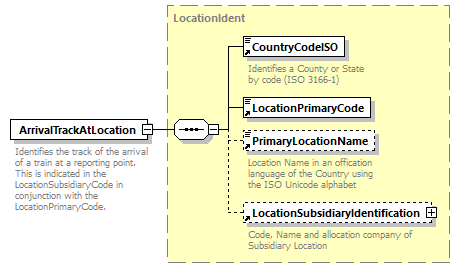 LocationIdent
CountryCodeISO
Identifies a County or State
by code (ISO 3166-1)
LocationPrimaryCode
ArrivalTrackAtLocation
Identifies the track of the arrival
of a train at a reporting point.
This is indicated in the
LocationSubsidiaryCode in
conjunction with the
LocationPrimaryCode.
PrimaryLocationName
Location Name in an offication
language of the Country using
the ISO Unicode alphabet
LocationSubsidiaryIdentification
Code, Name and allocation company of
Subsidiary Location